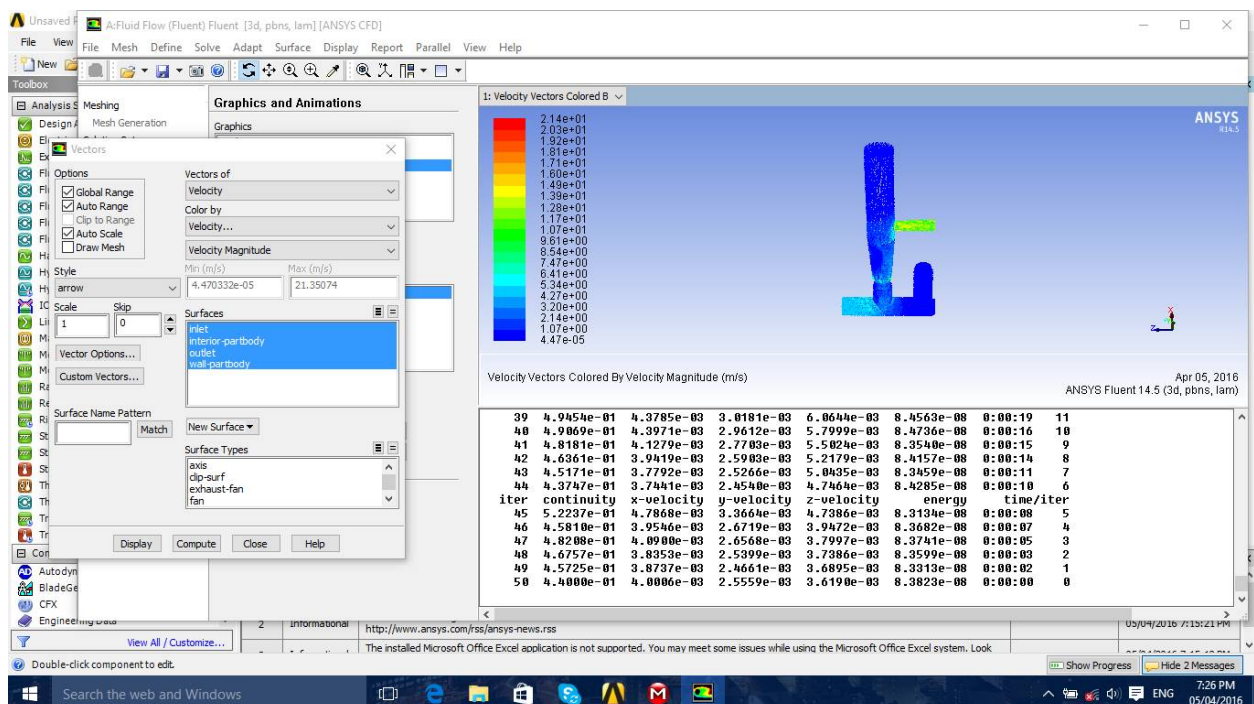 Unsaved P
A:Fluid Flow (Fluent) Fluent [3d, pbns, lam] [ANSYS CFD]
File View
File Mesh Define Solve Adapt Surface Display Report Parallel View Help
New
Toolbox
Analysis S
Design A
Meshing
Mesh Generation
Graphics and Animations
Graphics
Vectors
Options
Global Range
Auto Range
Clip to Range
Auto Scale
Draw Mesh
Style
arrow
Scale Skip
1 0
Vector Options...
Custom Vectors...
Surface Name Pattern
Match
Vectors of
Velocity
Color by
Velocity...
Velocity Magnitude
Min (m/s) Max (m/s)
4.470332e-05 21.35074
Surfaces
inlet
interior-partbody
outlet
wall-partbody
New Surface
Surface Types
axis
clip-surf
exhaust-fan
fan
Display Compute Close Help
El
Ex
Fl
Fl
Fl
Fl
Fl
Ha
Hy
Hy
IC
Li
M
M
M
Ra
Re
Ri
St
St
St
Th
Th
Tr
Tr
Con
Autodyn
BladeGe
CFX
Engineering Data
View All / Customize...
1: Velocity Vectors Colored B
2.14e+01
2.03e+01
1.92e+01
1.81e+01
1.71e+01
1.60e+01
1.49e+01
1.39e+01
1.28e+01
1.17e+01
1.07e+01
9.61e+00
8.54e+00
7.47e+00
6.41e+00
5.34e+00
4.27e+00
3.20e+00
2.14e+00
1.07e+00
4.47e-05
ANSYS
R14.5
X
Z
Velocity Vectors Colored By Velocity Magnitude (m/s)
Apr 05, 2016
ANSYS Fluent 14.5 (3d, pbns, lam)
39 4.9454e-01 4.3785e-03 3.0181e-03 6.0644e-03 8.4563e-08 0:00:19 11
40 4.9069e-01 4.3971e-03 2.9612e-03 5.7999e-03 8.4736e-08 0:00:16 10
41 4.8181e-01 4.1279e-03 2.7703e-03 5.5024e-03 8.3540e-08 0:00:15 9
42 4.6361e-01 3.9419e-03 2.5903e-03 5.2179e-03 8.4157e-08 0:00:14 8
43 4.5171e-01 3.7792e-03 2.5266e-03 5.0435e-03 8.3459e-08 0:00:11 7
44 4.3747e-01 3.7441e-03 2.4540e-03 4.7464e-03 8.4285e-08 0:00:10 6
iter continuity x-velocity y-velocity z-velocity energy time/iter
45 5.2237e-01 4.7868e-03 3.3664e-03 4.7386e-03 8.3134e-08 0:00:08 5
46 4.5810e-01 3.9546e-03 2.6719e-03 3.9472e-03 8.3682e-08 0:00:07 4
47 4.8208e-01 4.0900e-03 2.6568e-03 3.7997e-03 8.3741e-08 0:00:05 3
48 4.6757e-01 3.8353e-03 2.5399e-03 3.7386e-03 8.3599e-08 0:00:03 2
49 4.5725e-01 3.8737e-03 2.4661e-03 3.6895e-03 8.3313e-08 0:00:02 1
50 4.4000e-01 4.0006e-03 2.5559e-03 3.6190e-03 8.3823e-08 0:00:00 0
2 Informational http://www.ansys.com/rss/ansys-news.rss 05/04/2016 7:15:21 PM
The installed Microsoft Office Excel application is not supported. You may meet some issues while using the Microsoft Office Excel system. Look
Double-click component to edit.
Show Progress Hide 2 Messages
Search the web and Windows
ENG 7:26 PM
05/04/2016